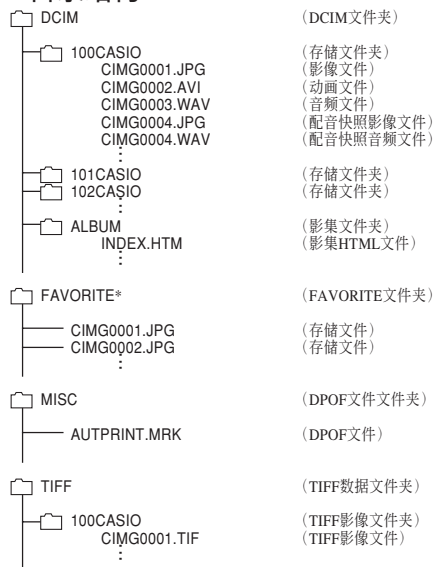 DCIM (DCIM文件夹)
100CASIO (存储文件夹)
CIMG0001.JPG (影像文件)
CIMG0002.AVI (动画文件)
CIMG0003.WAV (音频文件)
CIMG0004.JPG (配音快照影像文件)
CIMG0004.WAV (配音快照音频文件)
101CASIO (存储文件夹)
102CASIO (存储文件夹)
ALBUM (影集文件夹)
INDEX.HTM (影集HTML文件)
FAVORITE* (FAVORITE文件夹)
CIMG0001.JPG (存储文件)
CIMG0002.JPG (存储文件)
MISC (DPOF文件文件夹)
AUTPRINT.MRK (DPOF文件)
TIFF (TIFF数据文件夹)
100CASIO (TIFF影像文件夹)
CIMG0001.TIF (TIFF影像文件)